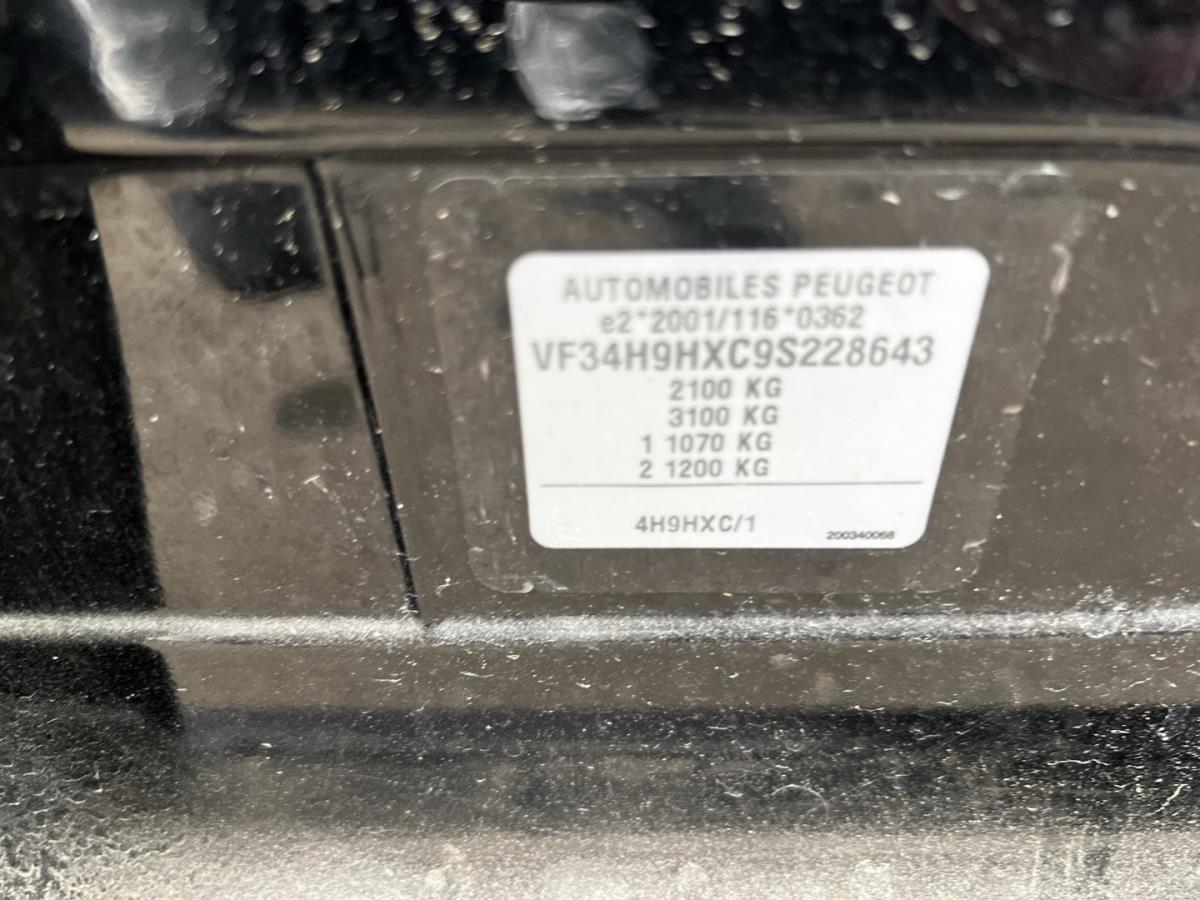 AUTOMOBILES PEUGEOT
e2*2001/116*0362
VF34H9HXC9S228643
2100 KG
3100 KG
1 1070 KG
2 1200 KG
4H9HXC/1
200340068